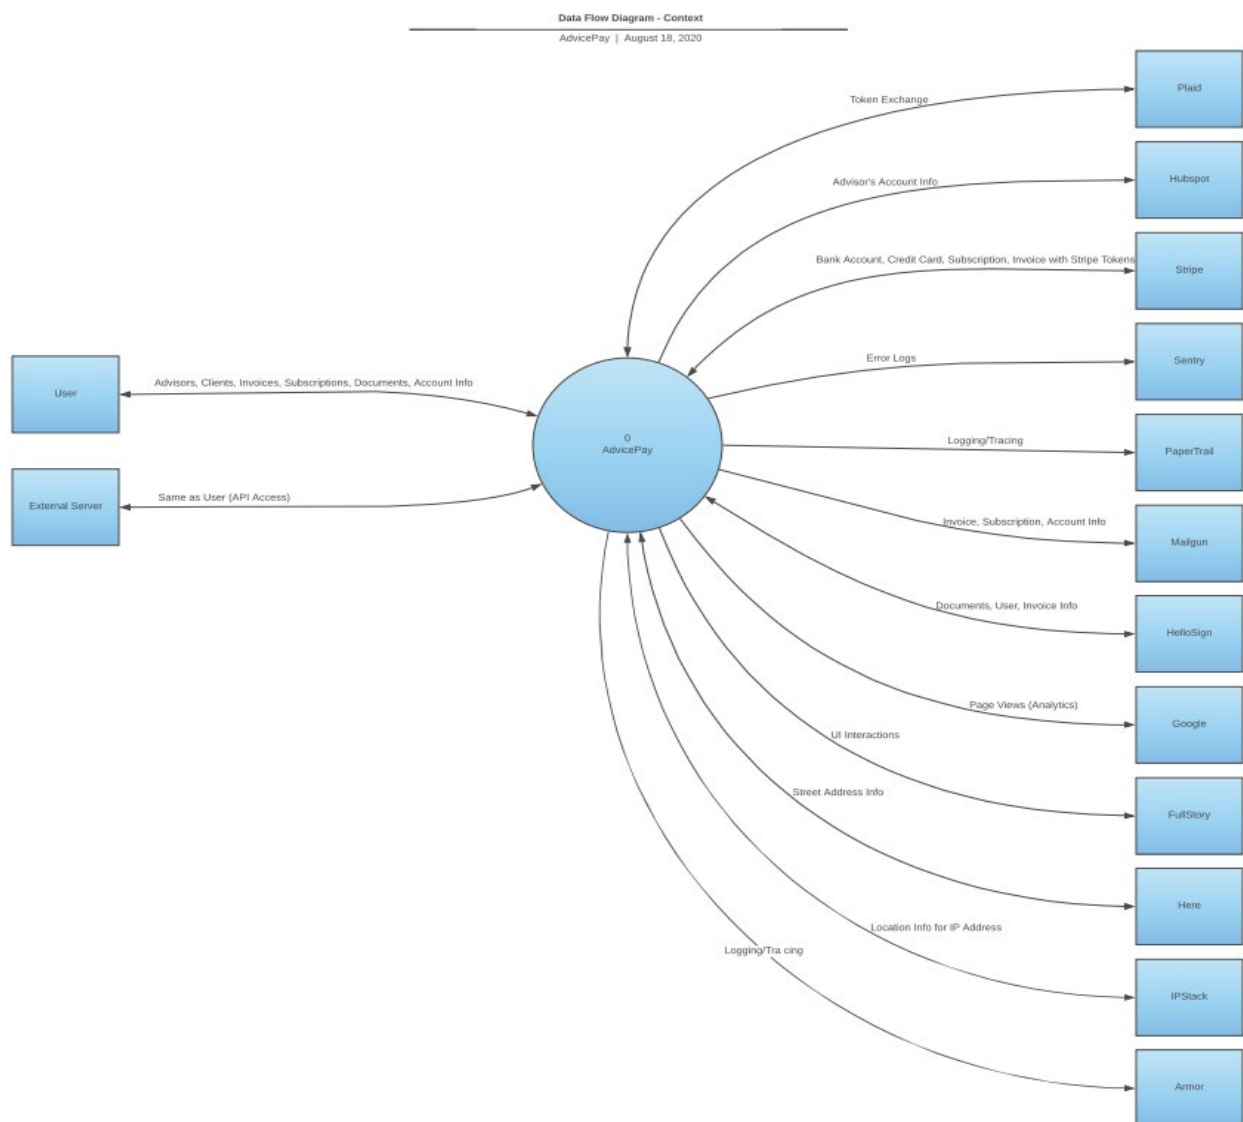 Data Flow Diagram - Context
AdvicePay | August 18, 2020
Plaid
Token Exchange
Hubspot
Advisor's Account Info
Bank Account, Credit Card, Subscription, Invoice with Stripe Tokens
Stripe
Error Logs
Sentry
User
Advisors, Clients, Invoices, Subscriptions, Documents, Account Info
0
AdvicePay
Logging/Tracing
PaperTrail
External Server
Same as User (API Access)
Invoice, Subscription, Account Info
Mailgun
Documents, User, Invoice Info
HelloSign
Page Views (Analytics)
Google
UI Interactions
FullStory
Street Address Info
Here
Location Info for IP Address
Logging/Tra cing
IPStack
Armor